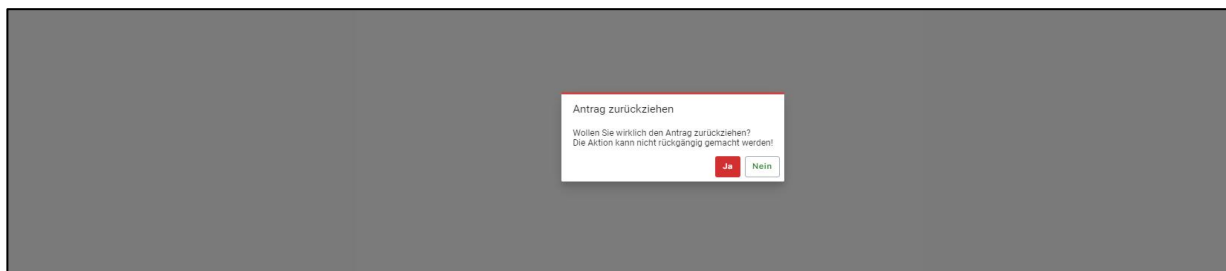 Antrag zurückziehen
Wollen Sie wirklich den Antrag zurückziehen?
Die Aktion kann nicht rückgängig gemacht werden!
Ja Nein